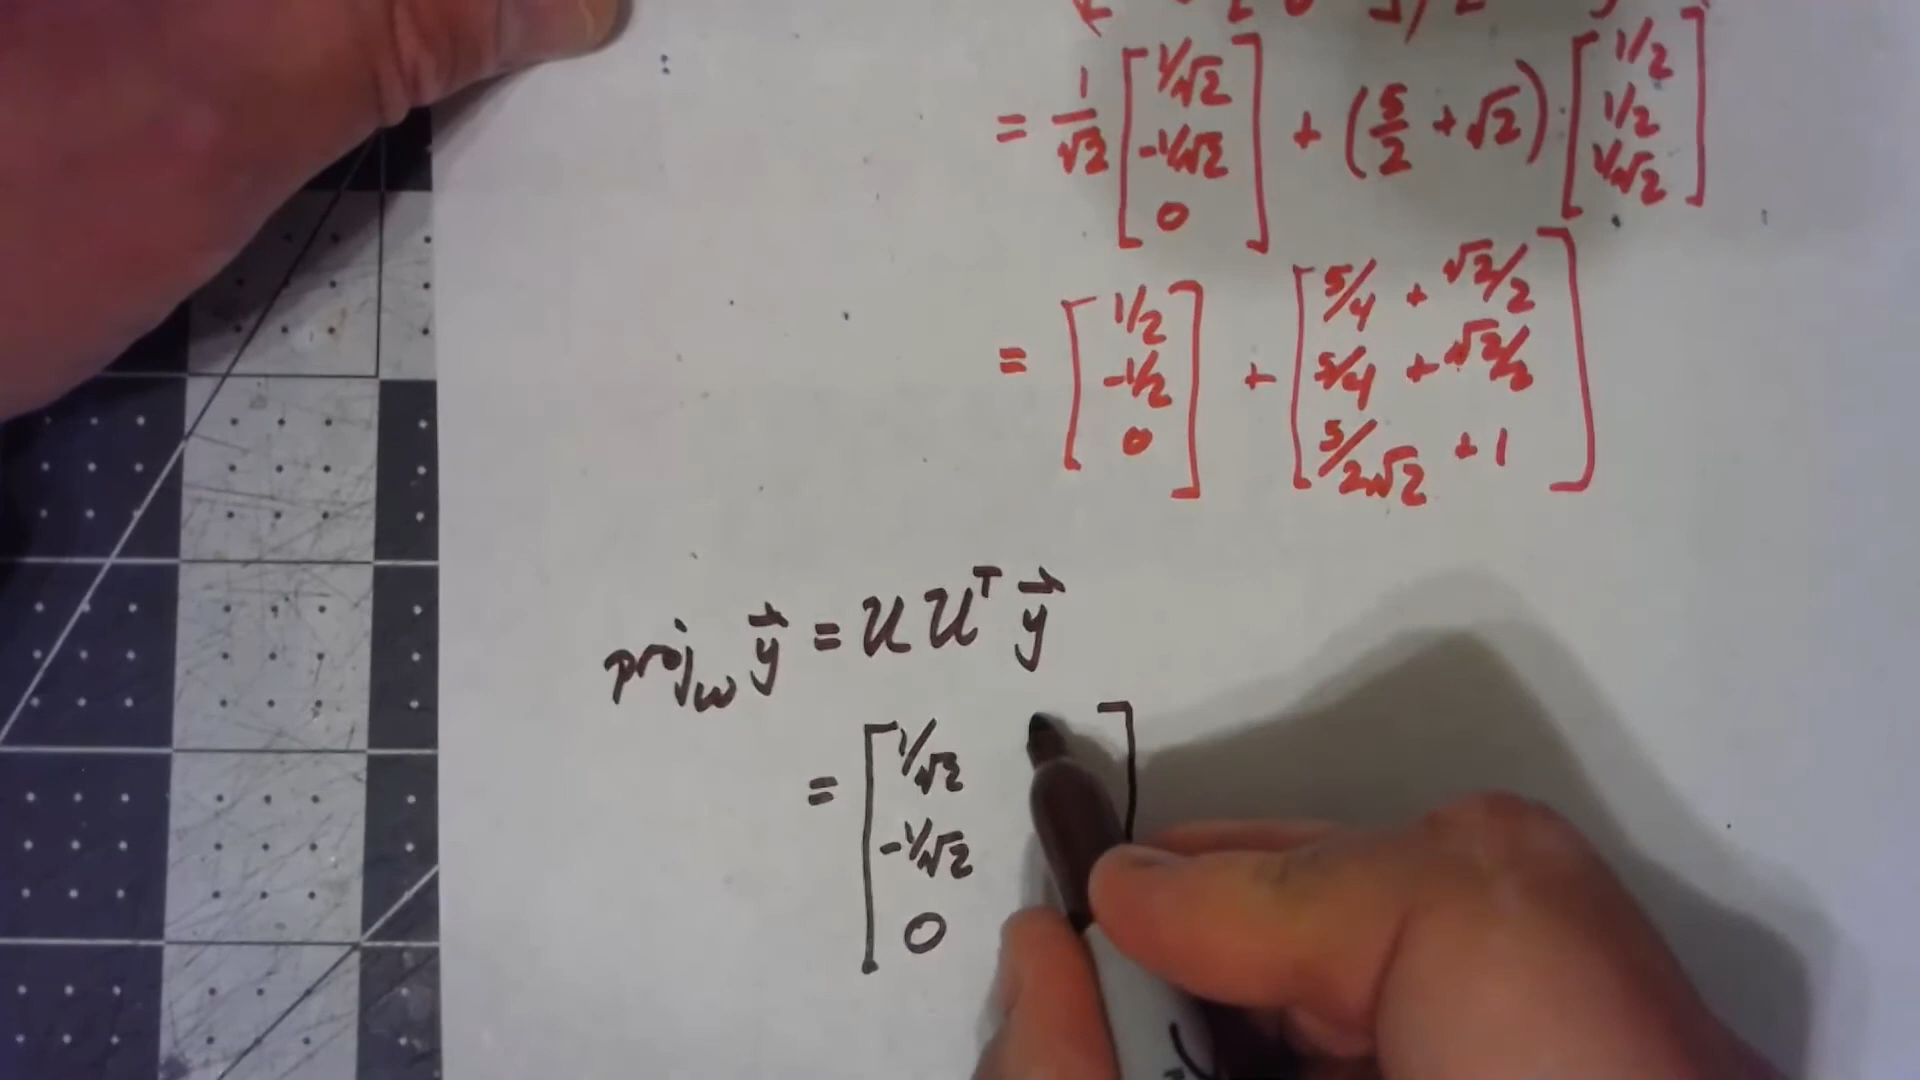 = 1/√2 [1/√2 -1/√2 0] + (5/2 + √2) [1/2 1/2 1/√2]
= [1/2 -1/2 0] + [5/4 + √2/2 5/4 + √2/2 5/2√2 + 1]
proj_w y⃗ = U Uᵀ y⃗
= [1/√2 -1/√2 0 ]